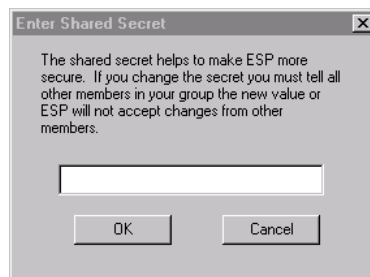 Enter Shared Secret
The shared secret helps to make ESP more
secure. If you change the secret you must tell all
other members in your group the new value or
ESP will not accept changes from other
members.
OK
Cancel